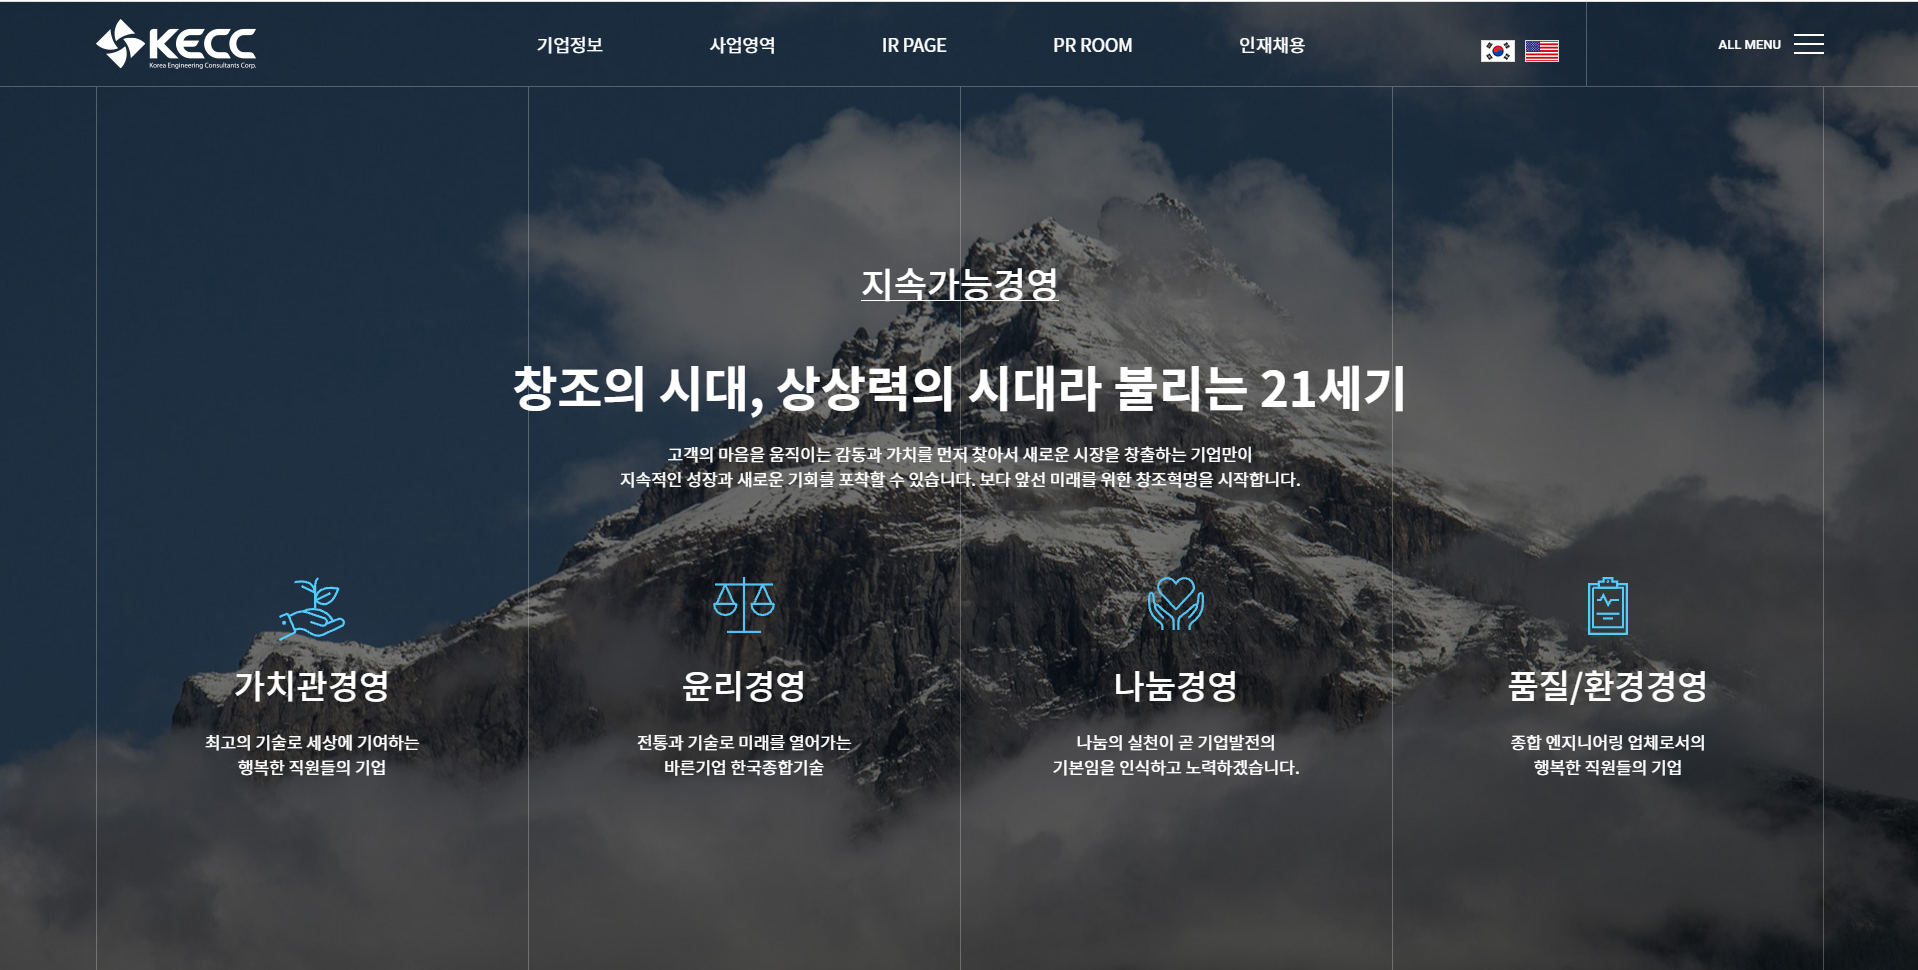 KECC
Korea Engineering Consultants Corp.
기업정보
사업영역
IR PAGE
PR ROOM
인재채용
ALL MENU
지속가능경영
창조의 시대, 상상력의 시대라 불리는 21세기
고객의 마음을 움직이는 감동과 가치를 먼저 찾아서 새로운 시장을 창출하는 기업만이
지속적인 성장과 새로운 기회를 포착할 수 있습니다. 보다 앞선 미래를 위한 창조혁명을 시작합니다.
가치관경영
최고의 기술로 세상에 기여하는
행복한 직원들의 기업
윤리경영
전통과 기술로 미래를 열어가는
바른기업 한국종합기술
나눔경영
나눔의 실천이 곧 기업발전의
기본임을 인식하고 노력하겠습니다.
품질/환경경영
종합 엔지니어링 업체로서의
행복한 직원들의 기업